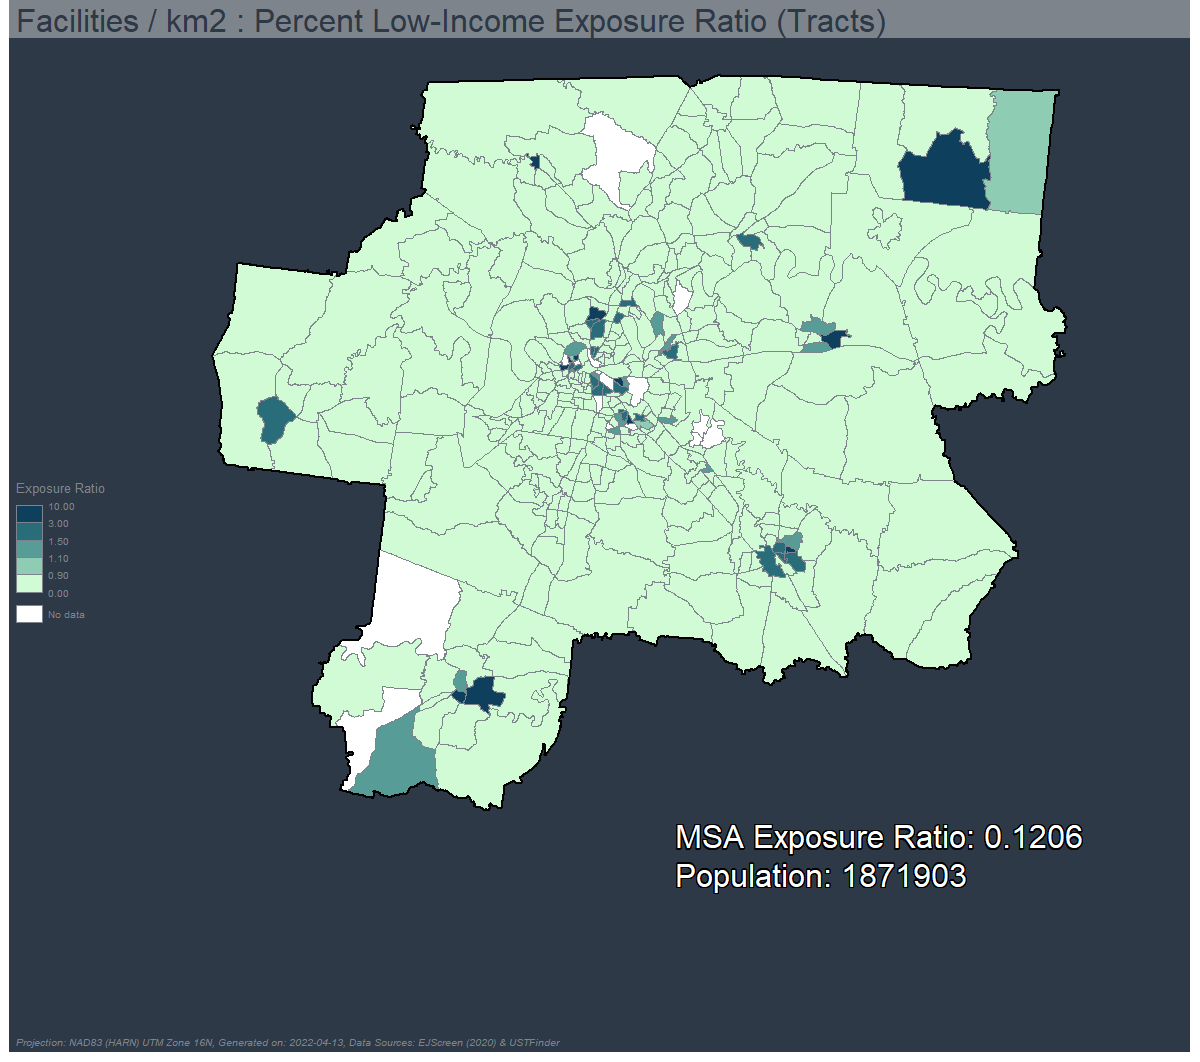 Facilities / km2 : Percent Low-Income Exposure Ratio (Tracts)
Exposure Ratio
10.00
3.00
1.50
1.10
0.90
0.00
No data
MSA Exposure Ratio: 0.1206
Population: 1871903
Projection: NAD83 (HARN) UTM Zone 16N, Generated on: 2022-04-13, Data Sources: EJScreen (2020) & USTFinder